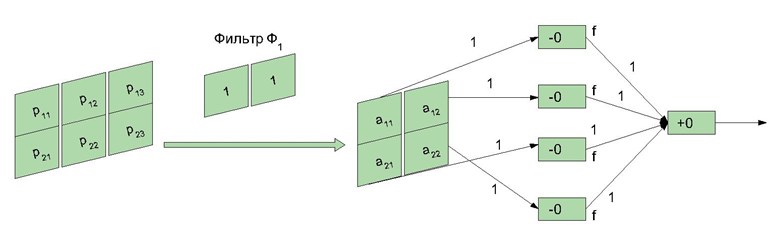 Фильтр Ф1
1 1
p11 p12 p13
p21 p22 p23
a11 a12
a21 a22
1 -0 f 1
1 -0 f 1
1 -0 f 1
1 -0 f 1
+0